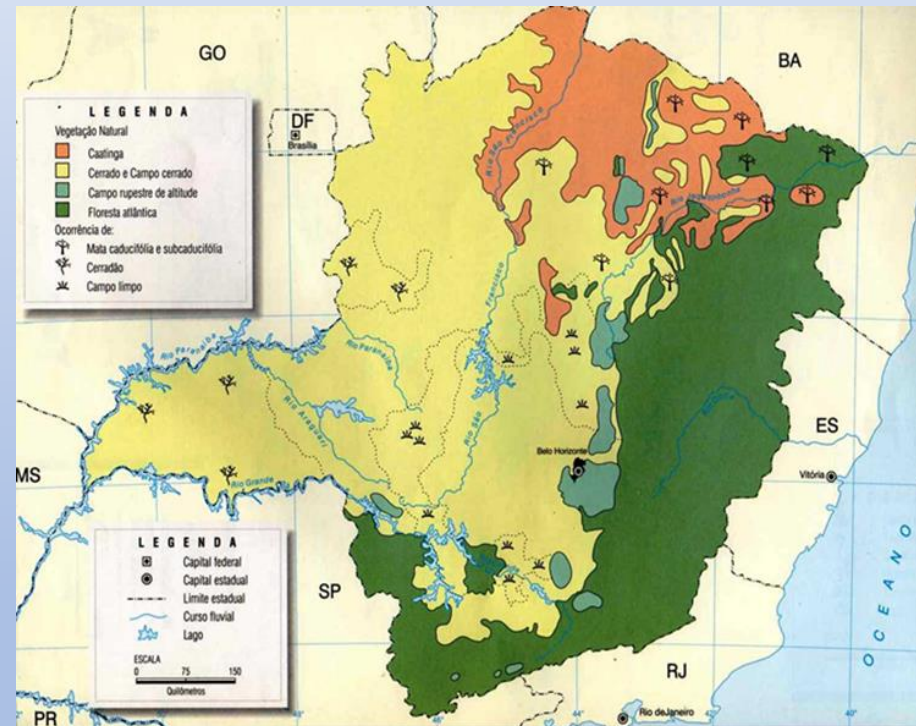 GO
BA
LEGENDA
Vegetação Natural
Caatinga
Cerrado e Campo cerrado
Campo rupestre de altitude
Floresta atlântica
Ocorrência de:
Mata caducifólia e subcaducifólia
Cerradão
Campo limpo
DF
Brasília
Rio São Francisco
Rio Jequitinhonha
Francisco
Rio São
Rio Paranaíba
Rio Paranaíba
Rio Araguari
Rio Grande
Belo Horizonte
ES
Vitória
MS
SP
RJ
Rio de Janeiro
PR
OCEANO
LEGENDA
Capital federal
Capital estadual
Limite estadual
Curso fluvial
Lago
ESCALA
0 75 150
Quilômetros